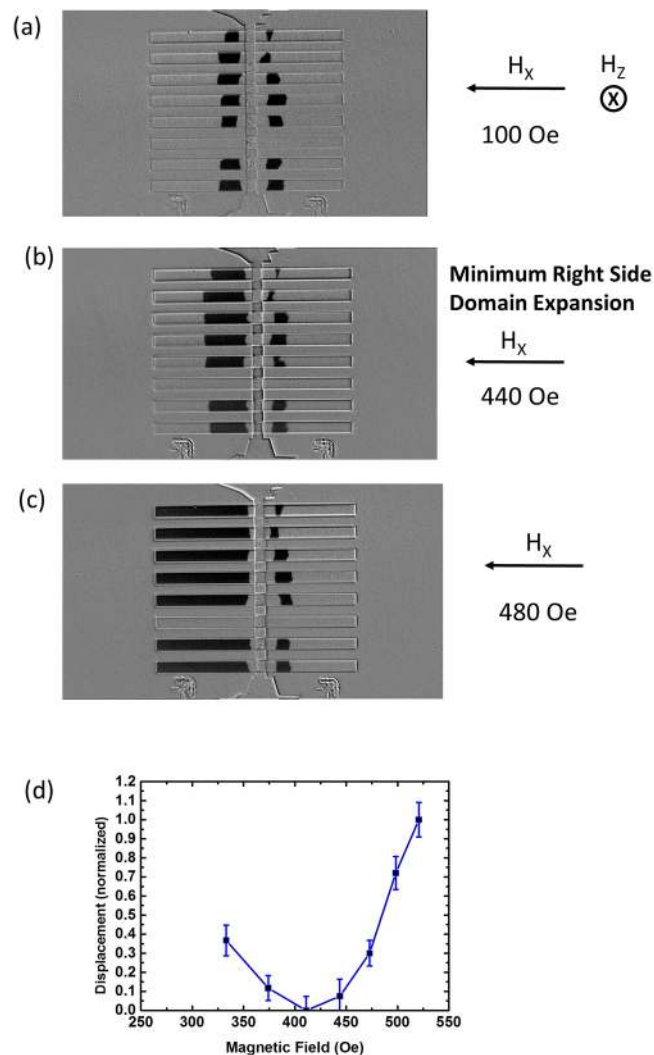 (a)
H_X
H_Z
X
100 Oe
(b)
Minimum Right Side
Domain Expansion
H_X
440 Oe
(c)
H_X
480 Oe
(d)
Displacement (normalized)
1.2
1.1
1.0
0.9
0.8
0.7
0.6
0.5
0.4
0.3
0.2
0.1
0.0
250 300 350 400 450 500 550
Magnetic Field (Oe)